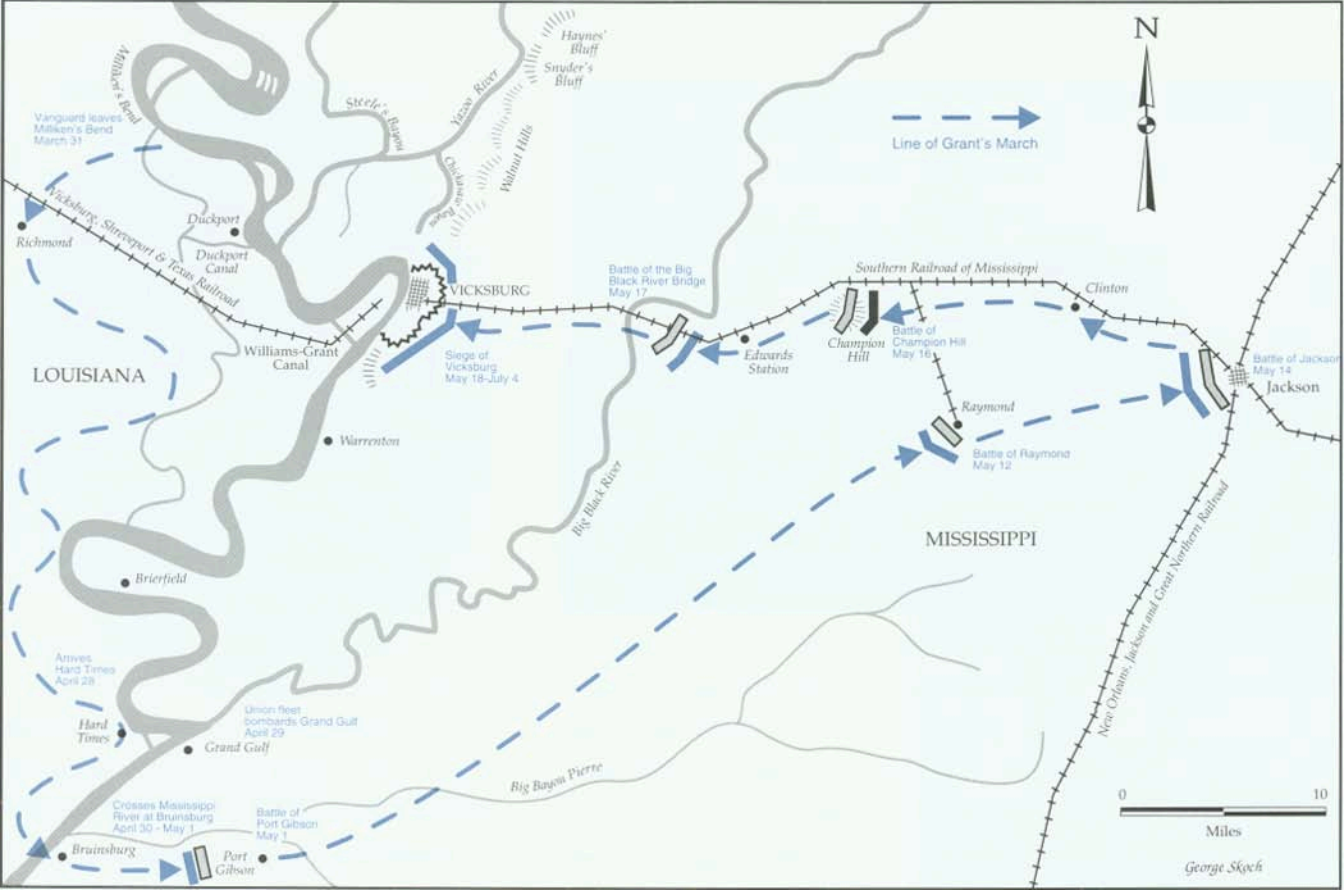 Haynes'
Bluff
Snyder's
Bluff
N
Milliken's Bend
Steele's Bayou
Yazoo River
Vanguard leaves
Milliken's Bend
March 31
Line of Grant's March
Walnut Hills
Chickasaw Bayou
Vicksburg, Shreveport & Texas Railroad
Duckport
Richmond
Duckport
Canal
Battle of the Big
Black River Bridge
May 17
Southern Railroad of Mississippi
VICKSBURG
Clinton
Williams-Grant
Canal
Siege of
Vicksburg
May 18-July 4
Edwards
Station
Champion
Hill
Battle of
Champion Hill
May 16
Battle of Jackson
May 14
Jackson
LOUISIANA
Raymond
Warrenton
Battle of Raymond
May 12
Big Black River
MISSISSIPPI
New Orleans, Jackson and Great Northern Railroad
Brierfield
Arrives
Hard Times
April 28
Union fleet
bombards Grand Gulf
April 29
Hard
Times
Grand Gulf
Big Bayou Pierre
Crosses Mississippi
River at Bruinsburg
April 30 - May 1
Battle of
Port Gibson
May 1
Bruinsburg
Port
Gibson
0 10
Miles
George Skoch